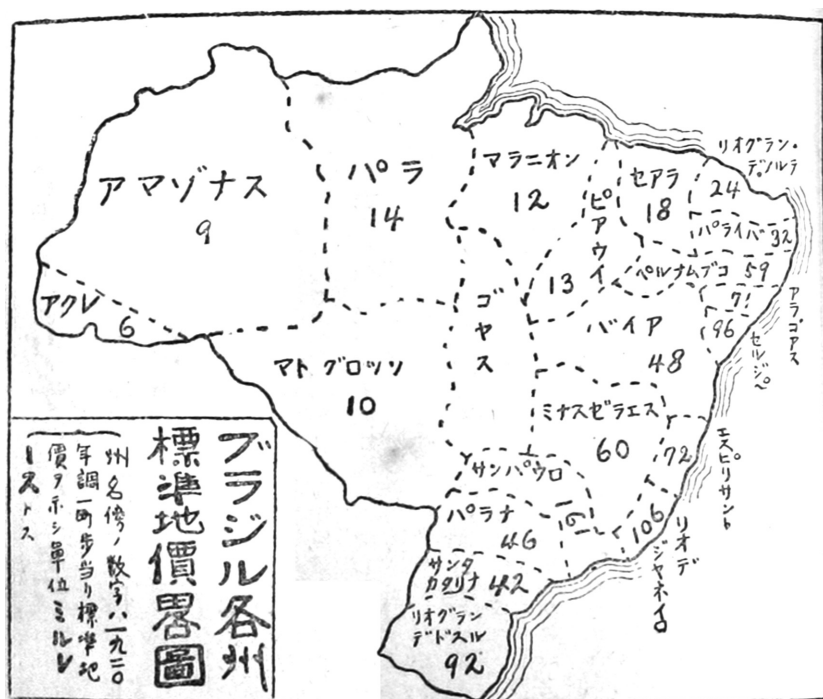 ブラジル各州
標準地價畧圖
州名傍ノ数字ハ一九二〇
年調一町歩当リ標準地
價ヲ示シ單位ミルレ
ーストス
アマゾナス
9
パラ
14
マラニオン
12
ピアウイ
13
セアラ
18
リオグラン・
デ・ノルテ
24
パライバ 32
ペルナムブコ 59
71
アラゴアス
96
セルジペ
アクレ
6
マトグロッソ
10
ゴヤス
バイア
48
ミナスゼラエス
60
72
エスピリサント
サンパウロ
191
106
リオデ
ジャネイロ
パラナ
46
サンタ
カタリナ
42
リオグラン
デドスル
92